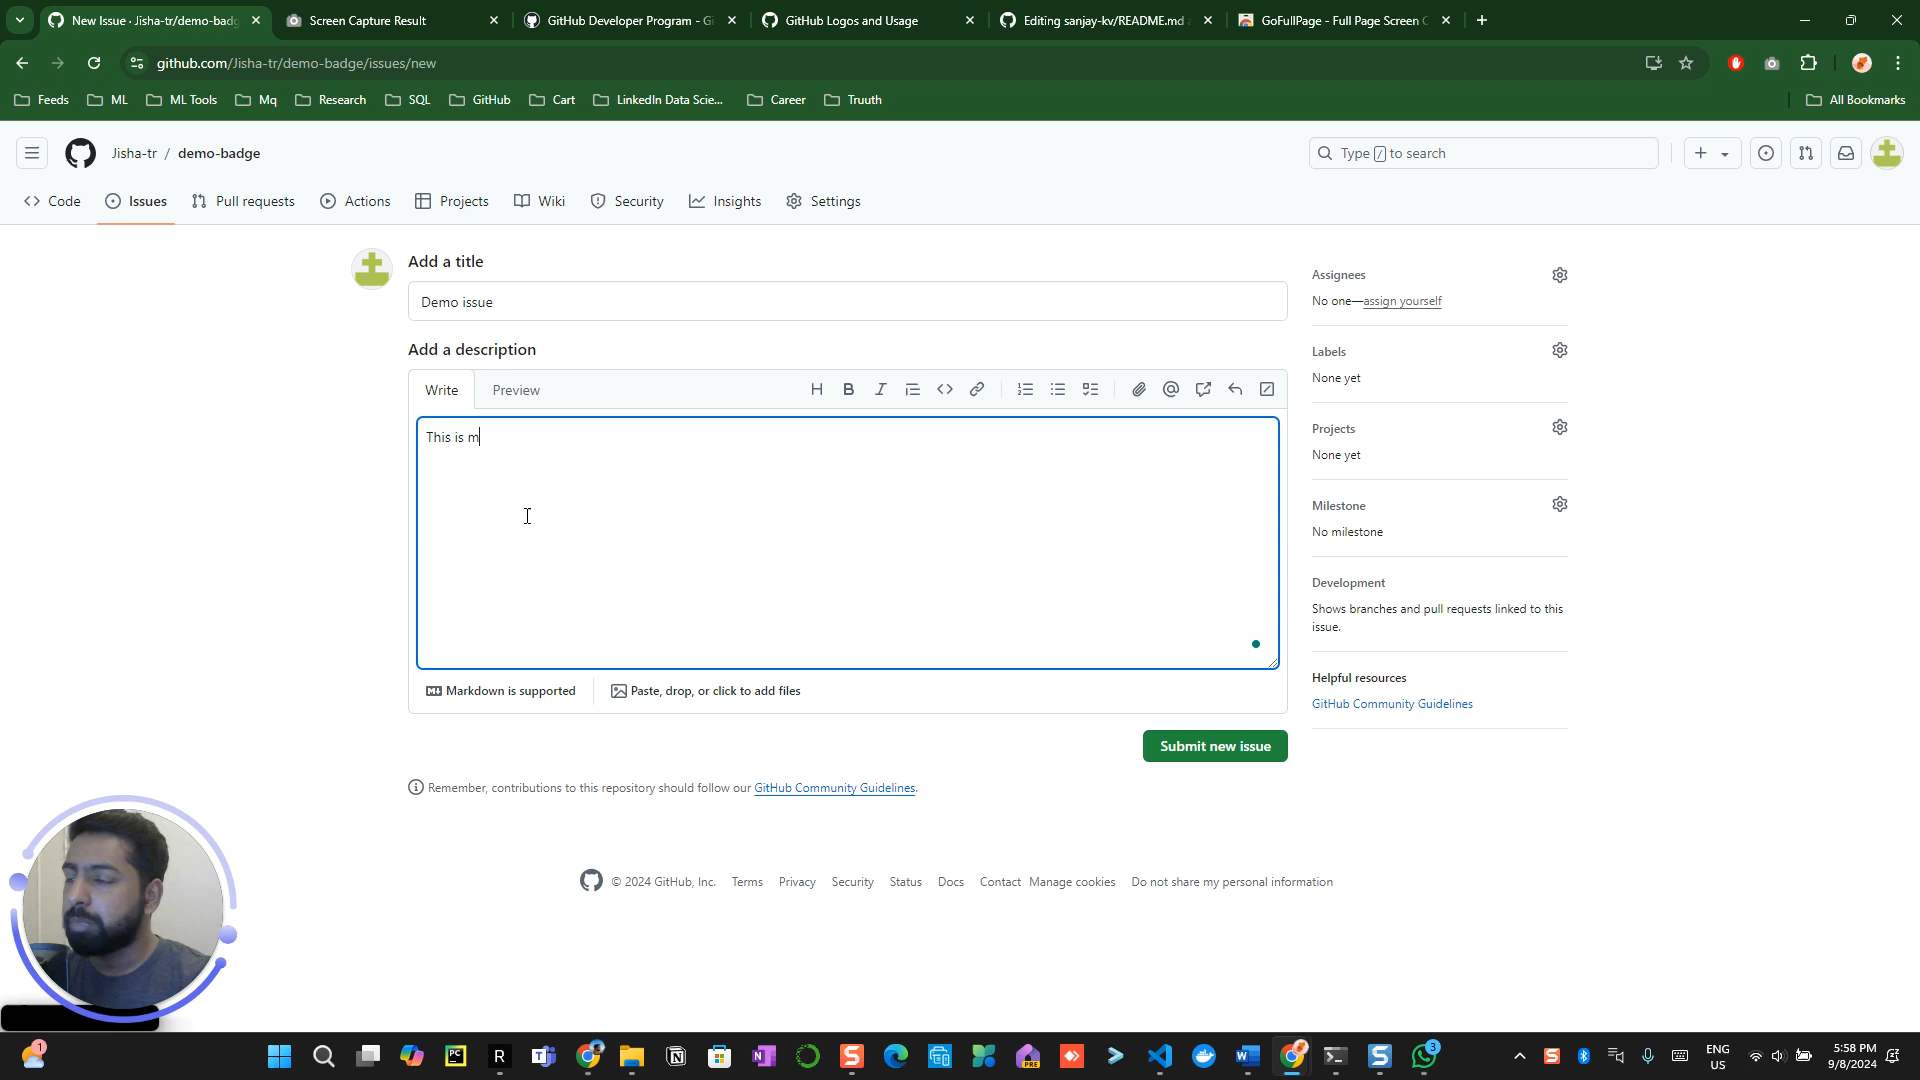 New Issue · Jisha-tr/demo-badg
Screen Capture Result
GitHub Developer Program - Gi
GitHub Logos and Usage
Editing sanjay-kv/README.md
GoFullPage - Full Page Screen C
github.com/Jisha-tr/demo-badge/issues/new
Feeds
ML
ML Tools
Mq
Research
SQL
GitHub
Cart
LinkedIn Data Scie...
Career
Truuth
All Bookmarks
Jisha-tr / demo-badge
Type / to search
Code
Issues
Pull requests
Actions
Projects
Wiki
Security
Insights
Settings
Add a title
Demo issue
Add a description
Write
Preview
This is m
Markdown is supported
Paste, drop, or click to add files
Submit new issue
Remember, contributions to this repository should follow our GitHub Community Guidelines.
Assignees
No one—assign yourself
Labels
None yet
Projects
None yet
Milestone
No milestone
Development
Shows branches and pull requests linked to this
issue.
Helpful resources
GitHub Community Guidelines
© 2024 GitHub, Inc.
Terms
Privacy
Security
Status
Docs
Contact
Manage cookies
Do not share my personal information
1
PC
R
PRE
3
ENG
US
5:58 PM
9/8/2024